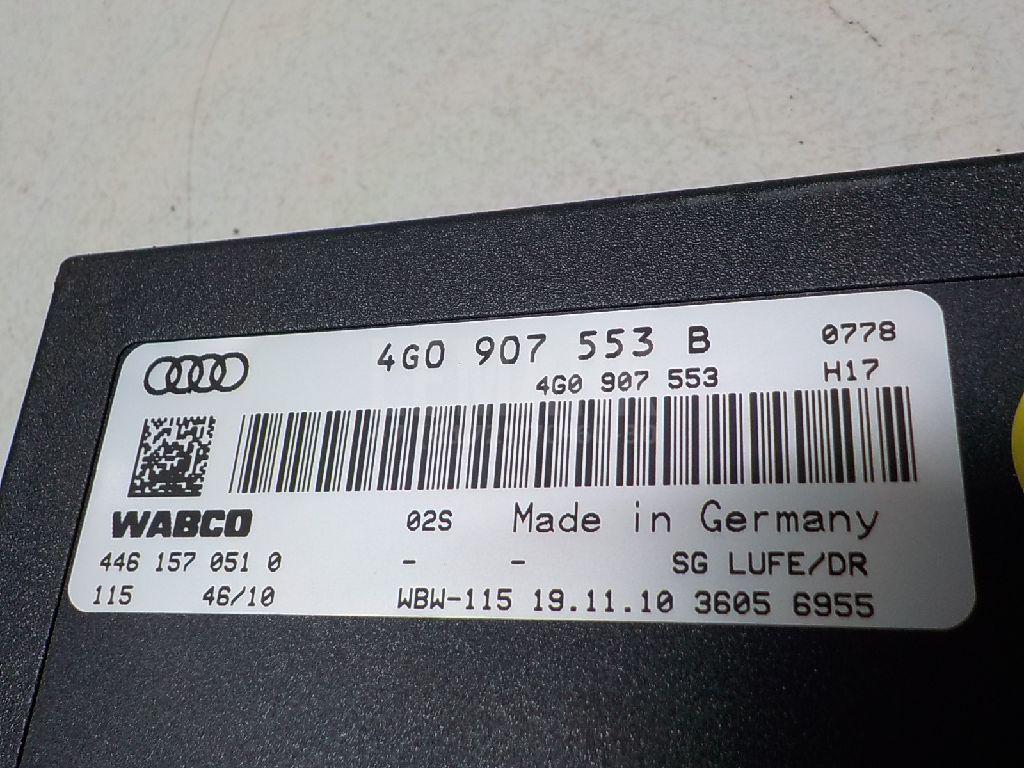 4G0 907 553 B 0778
4G0 907 553 H17
WABCO 02S Made in Germany
446 157 051 0 - - SG LUFE/DR
115 46/10 WBW-115 19.11.10 3605 6955